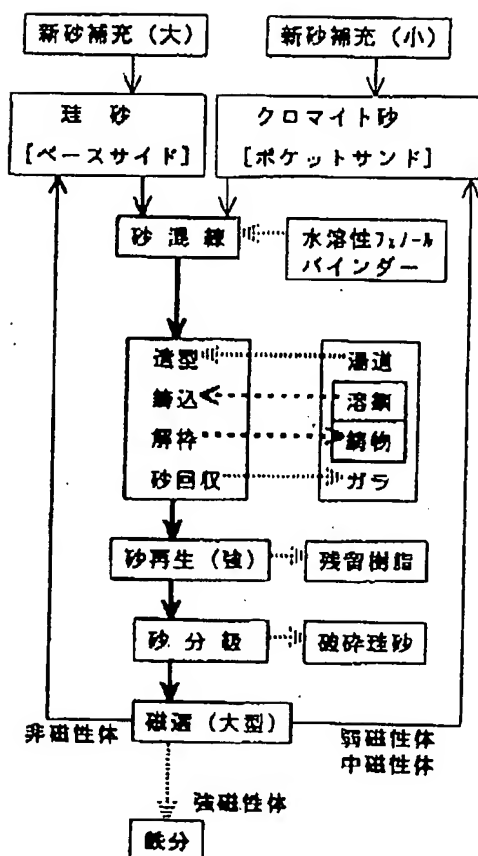 新砂補充（大）
新砂補充（小）
珪砂
［ベースサイド］
クロマイト砂
［ポケットサンド］
砂混練
水溶性フェノール
バインダー
造型
湯道
鋳込
溶鋼
解枠
鋳物
砂回収
ガラ
砂再生（強）
残留樹脂
砂分級
破砕珪砂
磁選（大型）
非磁性体
弱磁性体
中磁性体
強磁性体
鉄分